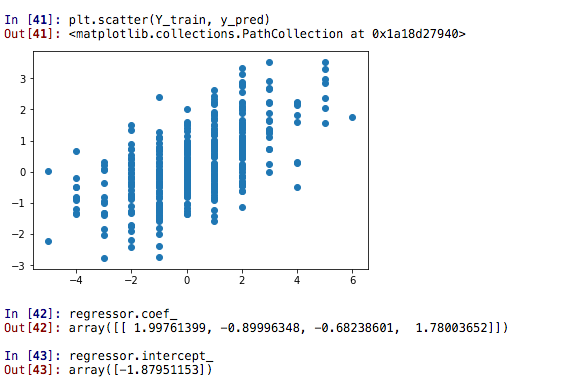 In [41]: plt.scatter(Y_train, y_pred)
Out[41]: <matplotlib.collections.PathCollection at 0x1a18d27940>
3
2
1
0
−1
−2
−3
−4 −2 0 2 4 6
In [42]: regressor.coef_
Out[42]: array([[ 1.99761399, -0.89996348, -0.68238601,  1.78003652]])
In [43]: regressor.intercept_
Out[43]: array([-1.87951153])